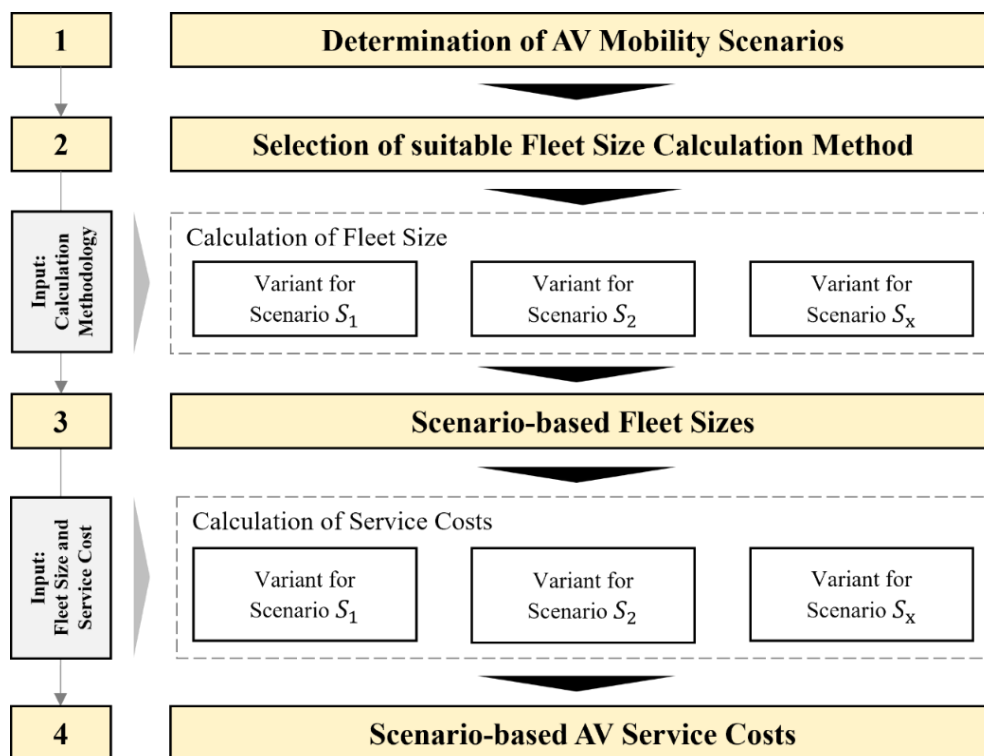 1
Determination of AV Mobility Scenarios
2
Selection of suitable Fleet Size Calculation Method
Input:
Calculation
Methodology
Calculation of Fleet Size
Variant for
Scenario S₁
Variant for
Scenario S₂
Variant for
Scenario Sₓ
3
Scenario-based Fleet Sizes
Input:
Fleet Size and
Service Cost
Calculation of Service Costs
Variant for
Scenario S₁
Variant for
Scenario S₂
Variant for
Scenario Sₓ
4
Scenario-based AV Service Costs